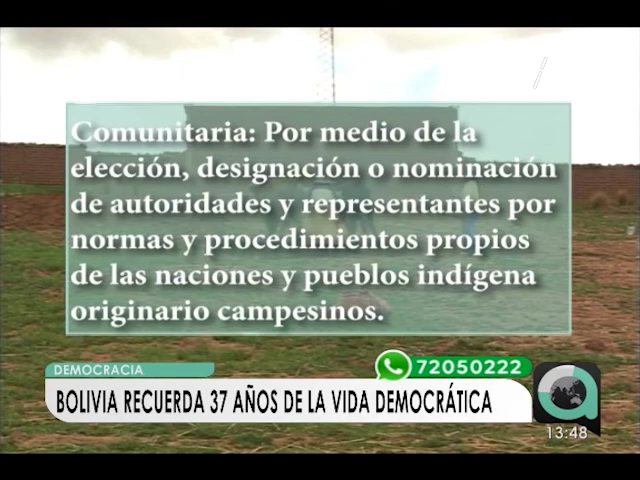 Comunitaria: Por medio de la
elección, designación o nominación
de autoridades y representantes por
normas y procedimientos propios
de las naciones y pueblos indígena
originario campesinos.
DEMOCRACIA
72050222
BOLIVIA RECUERDA 37 AÑOS DE LA VIDA DEMOCRÁTICA
13:48